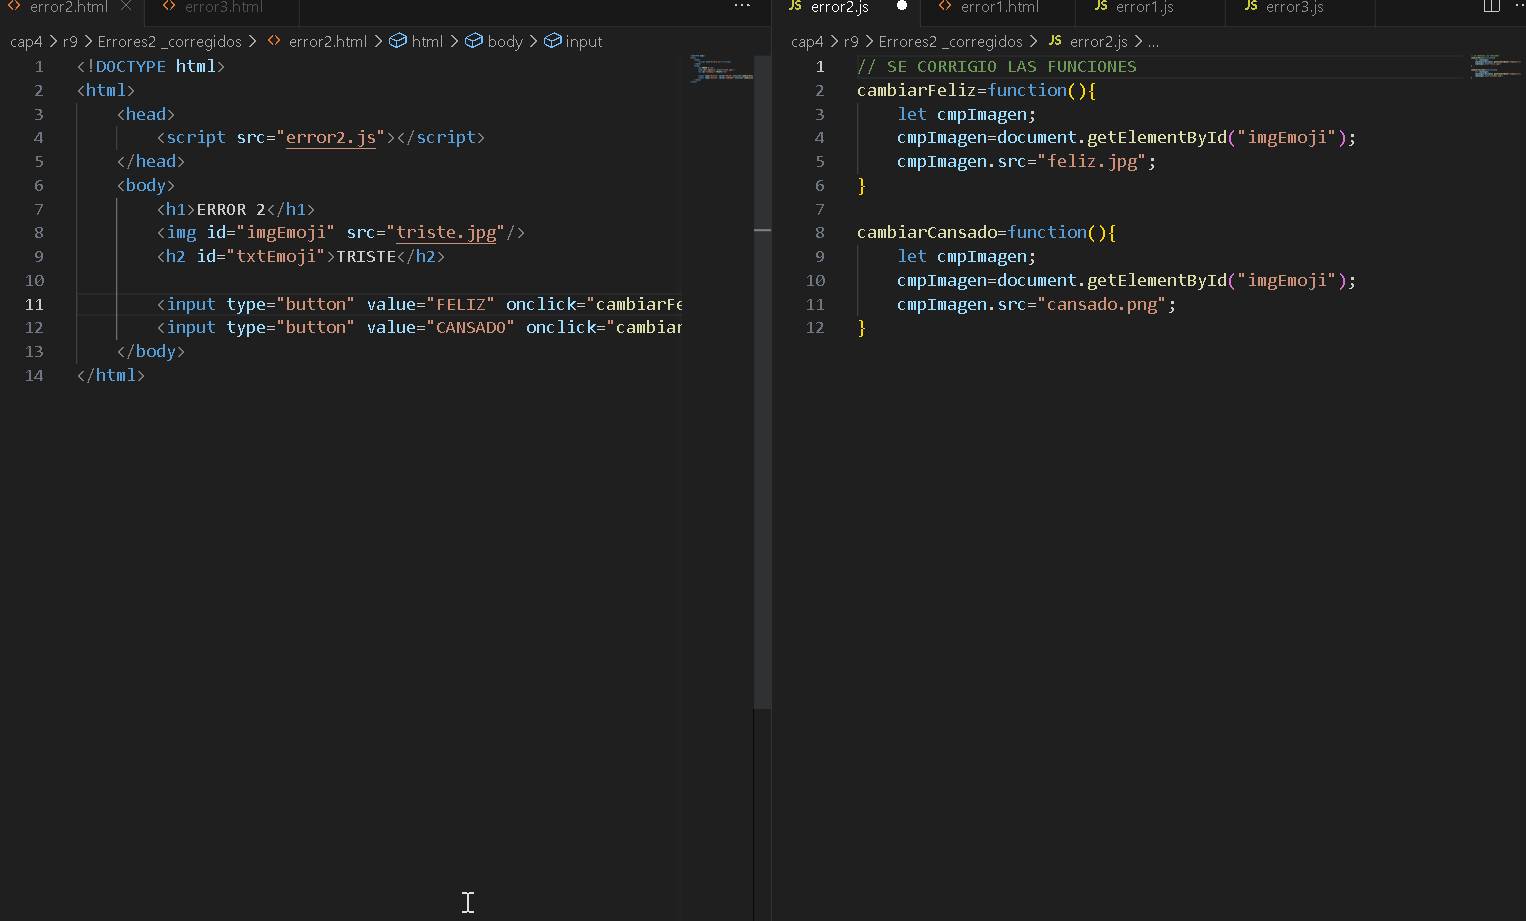 error2.html
error3.html
cap4 > r9 > Errores2 _corregidos > error2.html > html > body > input
1 <!DOCTYPE html>
2 <html>
3 <head>
4 <script src="error2.js"></script>
5 </head>
6 <body>
7 <h1>ERROR 2</h1>
8 <img id="imgEmoji" src="triste.jpg"/>
9 <h2 id="txtEmoji">TRISTE</h2>
10
11 <input type="button" value="FELIZ" onclick="cambiarFe
12 <input type="button" value="CANSADO" onclick="cambiar
13 </body>
14 </html>
JS error2.js
error1.html
JS error1.js
JS error3.js
cap4 > r9 > Errores2 _corregidos > JS error2.js > ...
1 // SE CORRIGIO LAS FUNCIONES
2 cambiarFeliz=function(){
3 let cmpImagen;
4 cmpImagen=document.getElementById("imgEmoji");
5 cmpImagen.src="feliz.jpg";
6 }
7
8 cambiarCansado=function(){
9 let cmpImagen;
10 cmpImagen=document.getElementById("imgEmoji");
11 cmpImagen.src="cansado.png";
12 }